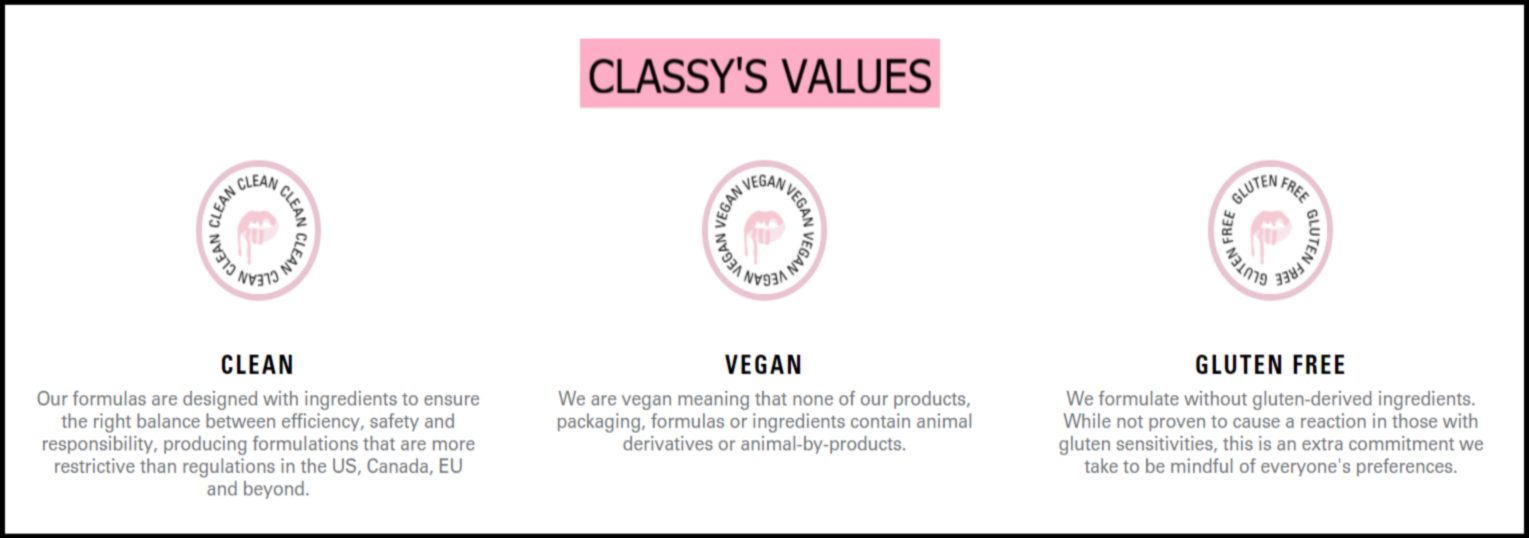 CLASSY'S VALUES
CLEAN CLEAN CLEAN CLEAN CLEAN CLEAN CLEAN
VEGAN VEGAN VEGAN VEGAN VEGAN VEGAN VEGAN
GLUTEN FREE GLUTEN FREE GLUTEN FREE GLUTEN FREE
CLEAN
Our formulas are designed with ingredients to ensure
the right balance between efficiency, safety and
responsibility, producing formulations that are more
restrictive than regulations in the US, Canada, EU
and beyond.
VEGAN
We are vegan meaning that none of our products,
packaging, formulas or ingredients contain animal
derivatives or animal-by-products.
GLUTEN FREE
We formulate without gluten-derived ingredients.
While not proven to cause a reaction in those with
gluten sensitivities, this is an extra commitment we
take to be mindful of everyone's preferences.